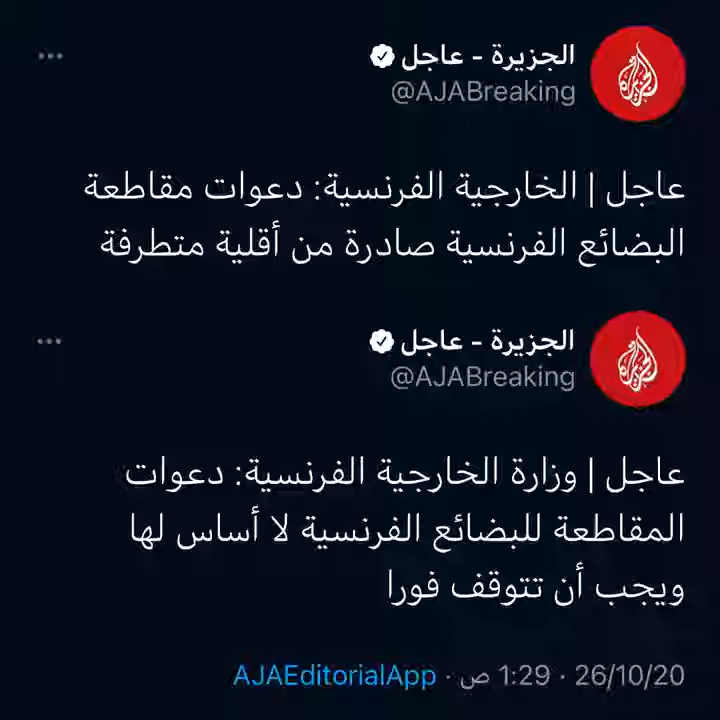 الجزيرة - عاجل
@AJABreaking
عاجل | الخارجية الفرنسية: دعوات مقاطعة
البضائع الفرنسية صادرة من أقلية متطرفة
الجزيرة - عاجل
@AJABreaking
عاجل | وزارة الخارجية الفرنسية: دعوات
المقاطعة للبضائع الفرنسية لا أساس لها
ويجب أن تتوقف فورا
26/10/20 · 1:29 ص · AJAEditorialApp